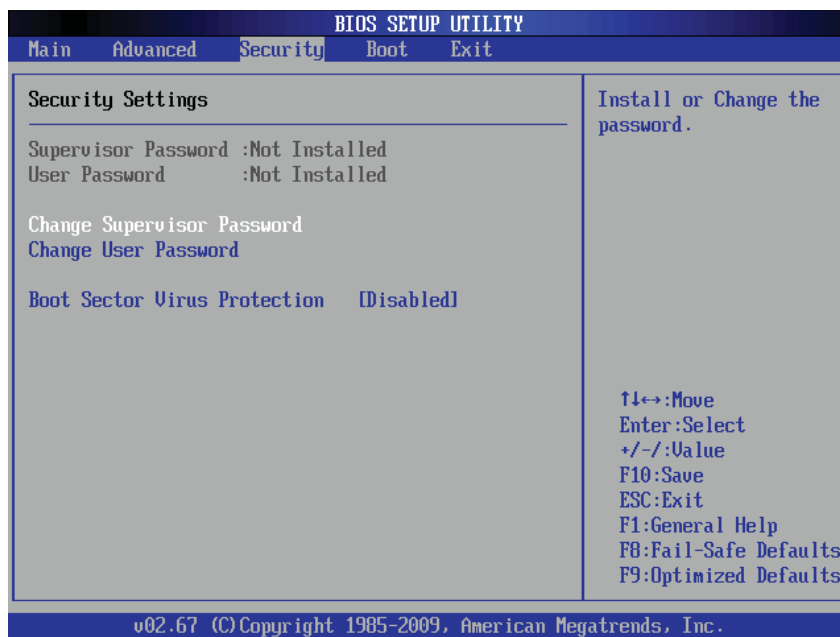 BIOS SETUP UTILITY
Main Advanced Security Boot Exit
Security Settings
Supervisor Password :Not Installed
User Password :Not Installed
Change Supervisor Password
Change User Password
Boot Sector Virus Protection [Disabled]
Install or Change the
password.
↑↓←→:Move
Enter:Select
+/-/:Value
F10:Save
ESC:Exit
F1:General Help
F8:Fail-Safe Defaults
F9:Optimized Defaults
v02.67 (C)Copyright 1985-2009, American Megatrends, Inc.